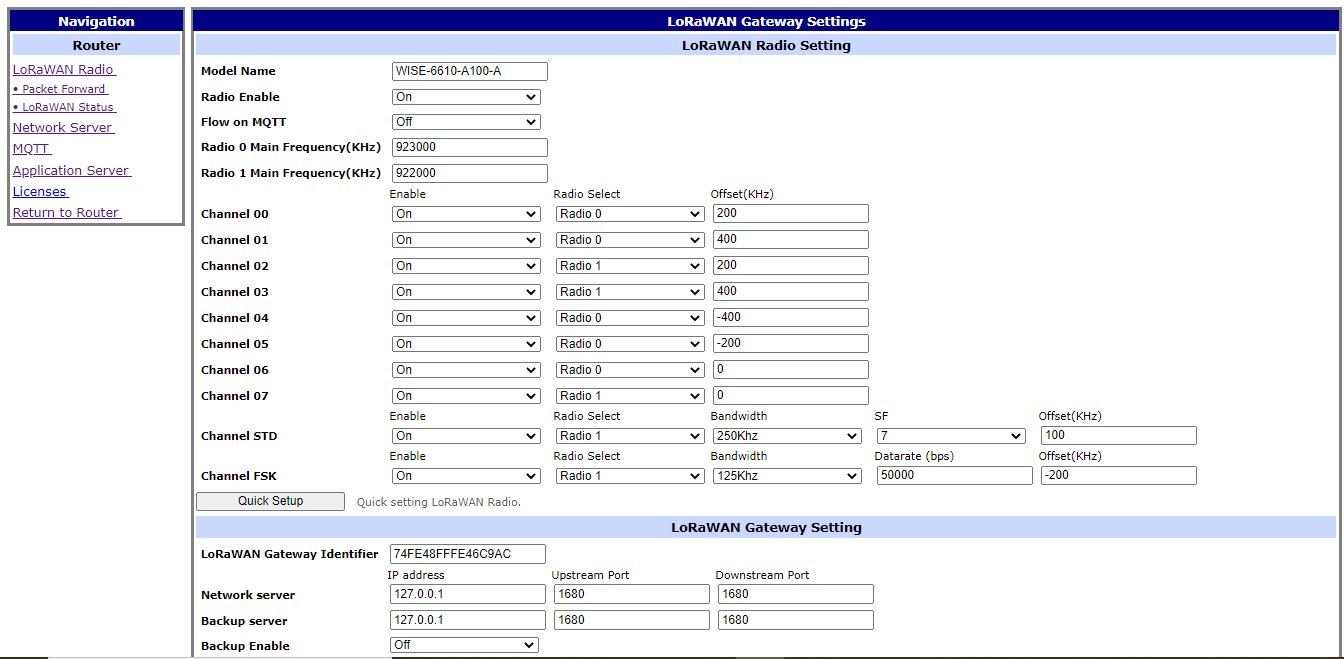 Navigation
Router
LoRaWAN Radio
• Packet Forward
• LoRaWAN Status
Network Server
MQTT
Application Server
Licenses
Return to Router
LoRaWAN Gateway Settings
LoRaWAN Radio Setting
Model Name WISE-6610-A100-A
Radio Enable On
Flow on MQTT Off
Radio 0 Main Frequency(KHz) 923000
Radio 1 Main Frequency(KHz) 922000
Enable Radio Select Offset(KHz)
Channel 00 On Radio 0 200
Channel 01 On Radio 0 400
Channel 02 On Radio 1 200
Channel 03 On Radio 1 400
Channel 04 On Radio 0 -400
Channel 05 On Radio 0 -200
Channel 06 On Radio 0 0
Channel 07 On Radio 1 0
Enable Radio Select Bandwidth SF Offset(KHz)
Channel STD On Radio 1 250Khz 7 100
Enable Radio Select Bandwidth Datarate (bps) Offset(KHz)
Channel FSK On Radio 1 125Khz 50000 -200
Quick Setup Quick setting LoRaWAN Radio.
LoRaWAN Gateway Setting
LoRaWAN Gateway Identifier 74FE48FFFE46C9AC
IP address Upstream Port Downstream Port
Network server 127.0.0.1 1680 1680
Backup server 127.0.0.1 1680 1680
Backup Enable Off